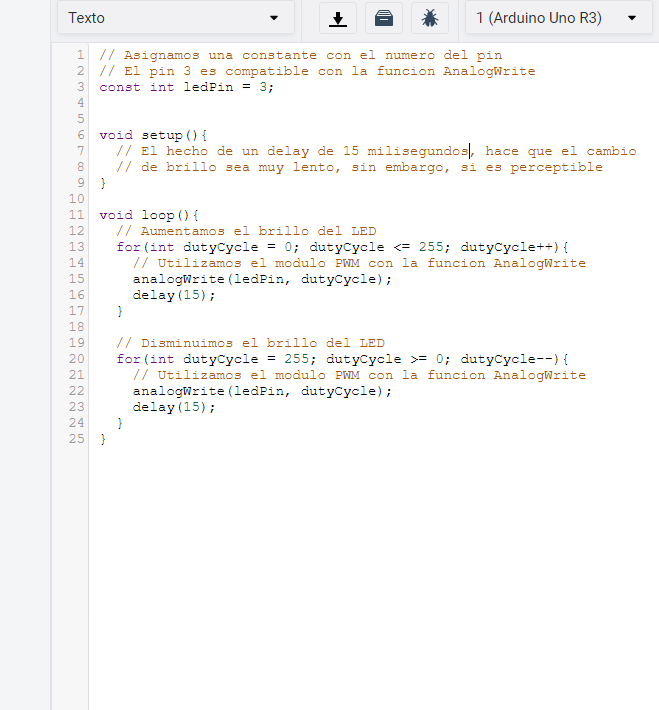 Texto
1 (Arduino Uno R3)
1 // Asignamos una constante con el numero del pin
2 // El pin 3 es compatible con la funcion AnalogWrite
3 const int ledPin = 3;
4
5
6 void setup(){
7   // El hecho de un delay de 15 milisegundos, hace que el cambio
8   // de brillo sea muy lento, sin embargo, si es perceptible
9 }
10
11 void loop(){
12   // Aumentamos el brillo del LED
13   for(int dutyCycle = 0; dutyCycle <= 255; dutyCycle++){
14     // Utilizamos el modulo PWM con la funcion AnalogWrite
15     analogWrite(ledPin, dutyCycle);
16     delay(15);
17   }
18
19   // Disminuimos el brillo del LED
20   for(int dutyCycle = 255; dutyCycle >= 0; dutyCycle--){
21     // Utilizamos el modulo PWM con la funcion AnalogWrite
22     analogWrite(ledPin, dutyCycle);
23     delay(15);
24   }
25 }